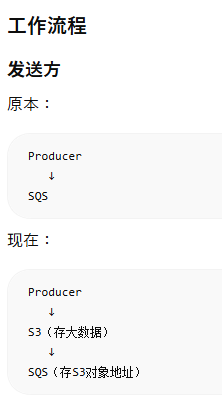 工作流程
发送方
原本：
Producer
↓
SQS
现在：
Producer
↓
S3（存大数据）
↓
SQS（存S3对象地址）